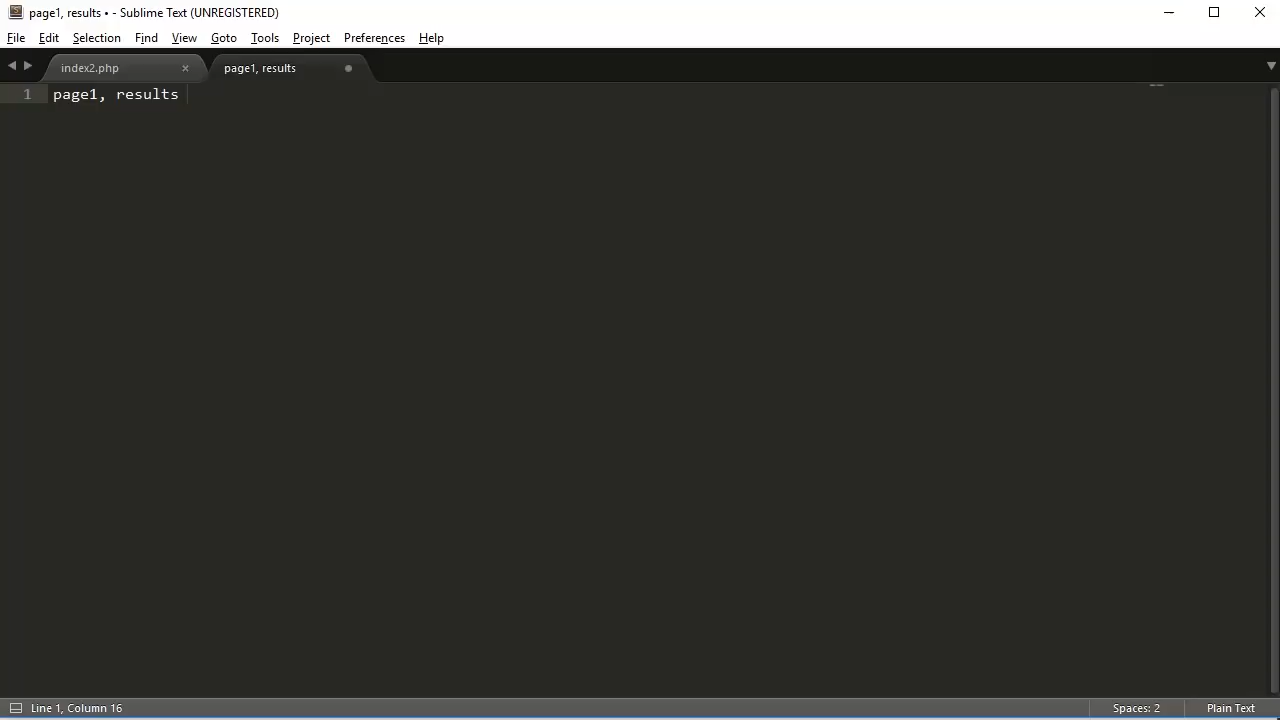 page1, results • - Sublime Text (UNREGISTERED)
File Edit Selection Find View Goto Tools Project Preferences Help
index2.php × page1, results
1 page1, results
Line 1, Column 16 Spaces: 2 Plain Text